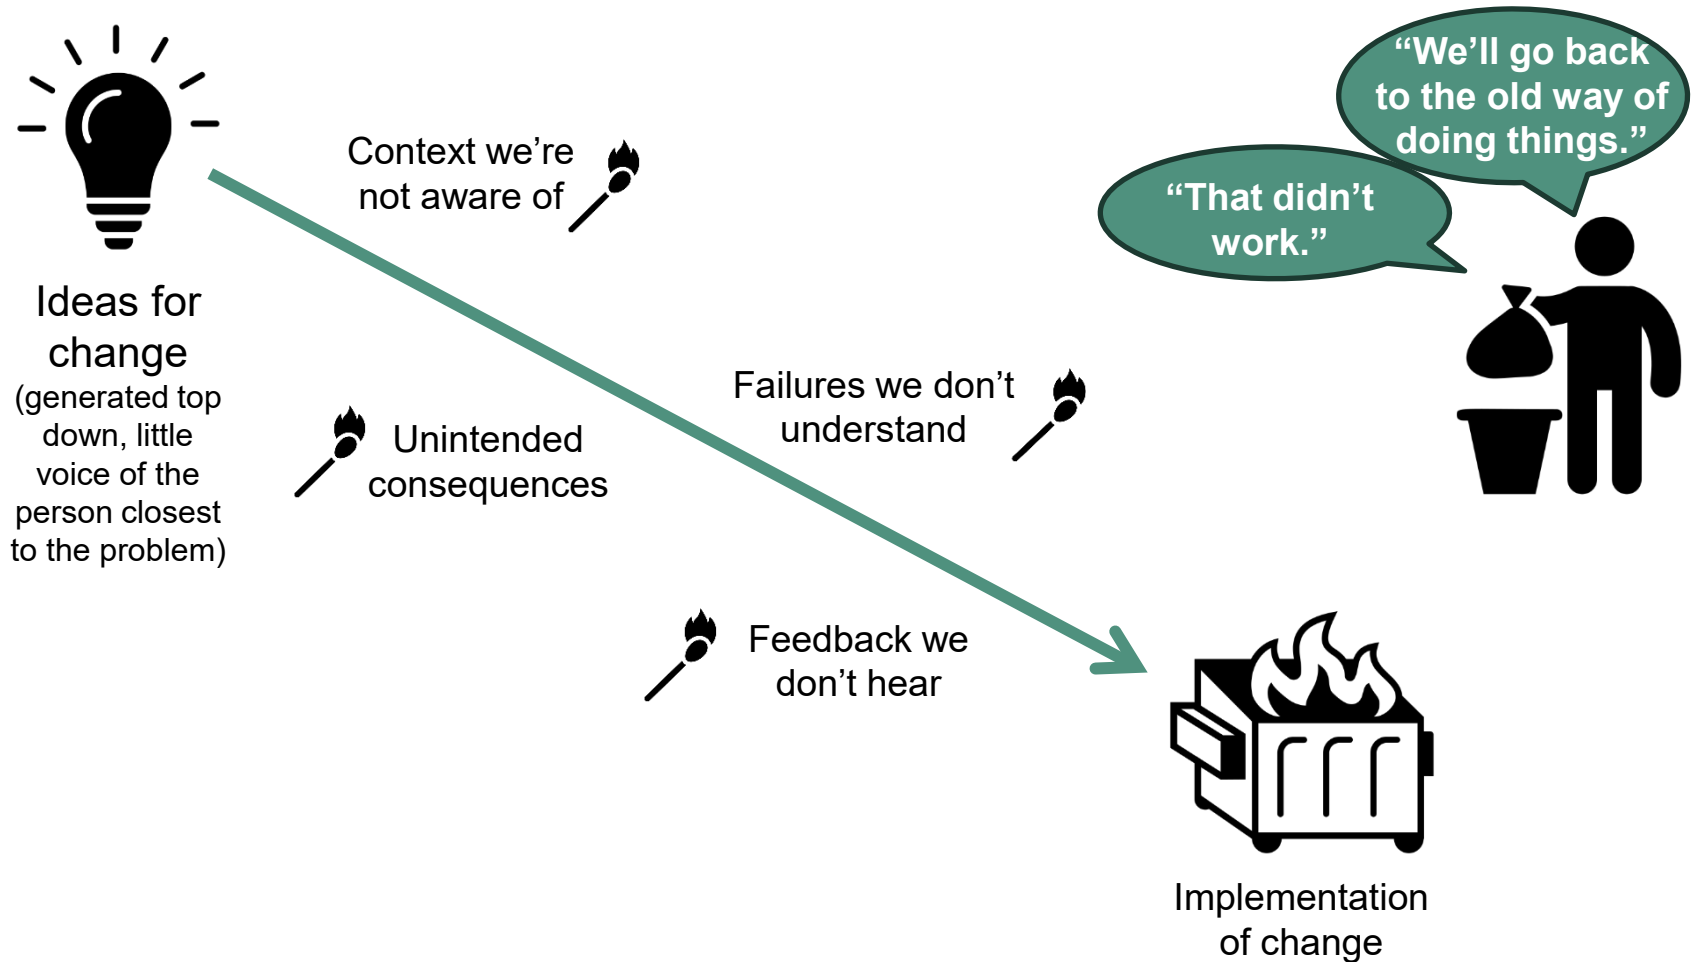 “We’ll go back
to the old way of
doing things.”
“That didn’t
work.”
Context we’re
not aware of
Ideas for
change
(generated top
down, little
voice of the
person closest
to the problem)
Unintended
consequences
Failures we don’t
understand
Feedback we
don’t hear
Implementation
of change